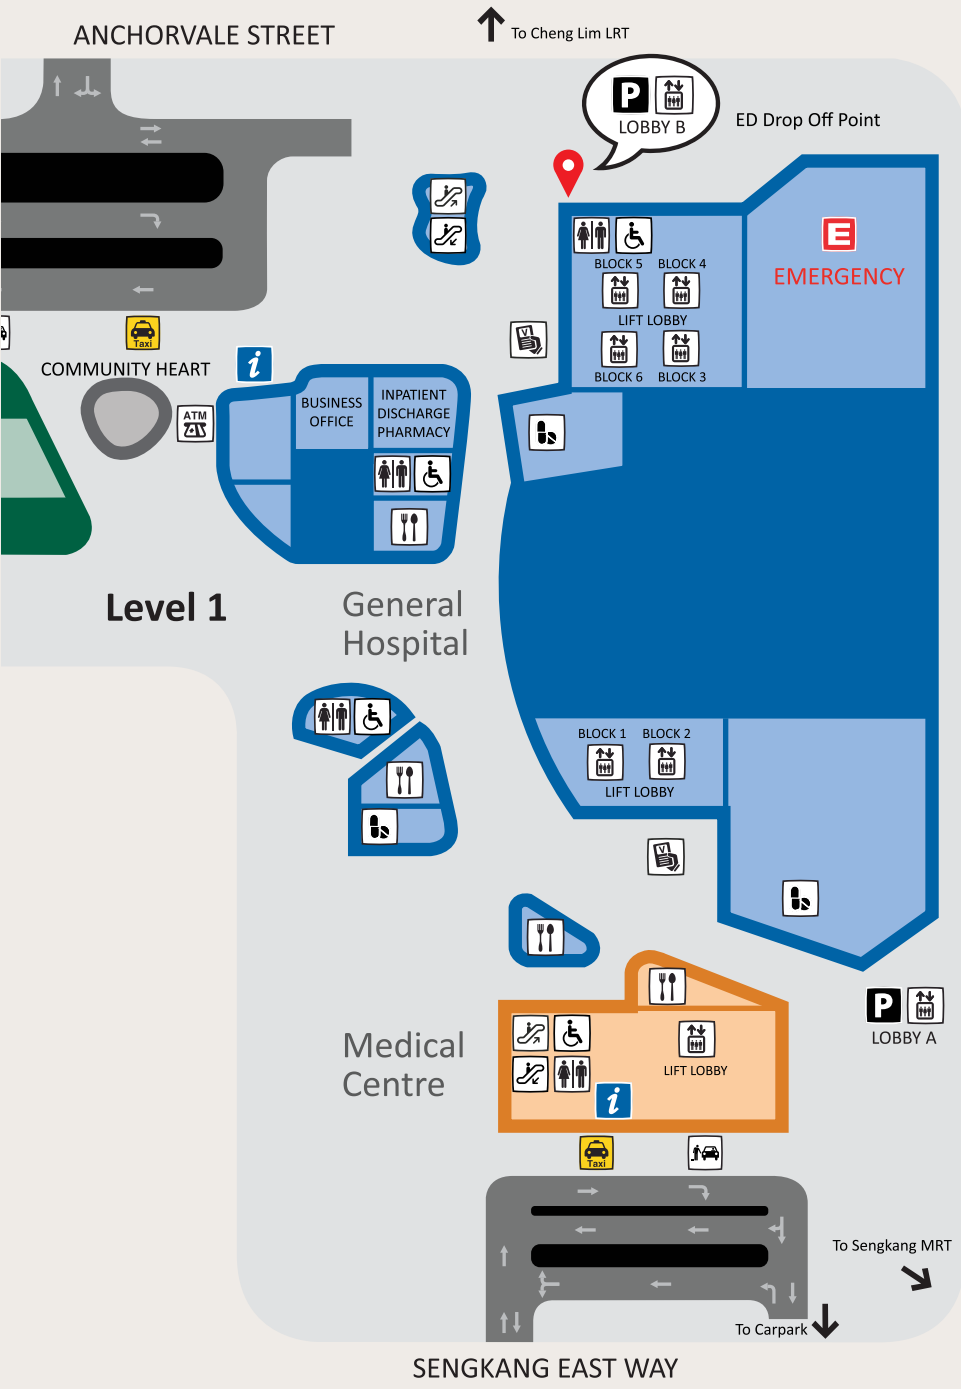 ANCHORVALE STREET
To Cheng Lim LRT
P
LOBBY B
ED Drop Off Point
E
EMERGENCY
BLOCK 5
BLOCK 4
LIFT LOBBY
BLOCK 6
BLOCK 3
Taxi
COMMUNITY HEART
i
ATM
BUSINESS
OFFICE
INPATIENT
DISCHARGE
PHARMACY
V
Level 1
General
Hospital
BLOCK 1
BLOCK 2
LIFT LOBBY
V
P
LOBBY A
Medical
Centre
LIFT LOBBY
i
Taxi
To Sengkang MRT
To Carpark
SENGKANG EAST WAY